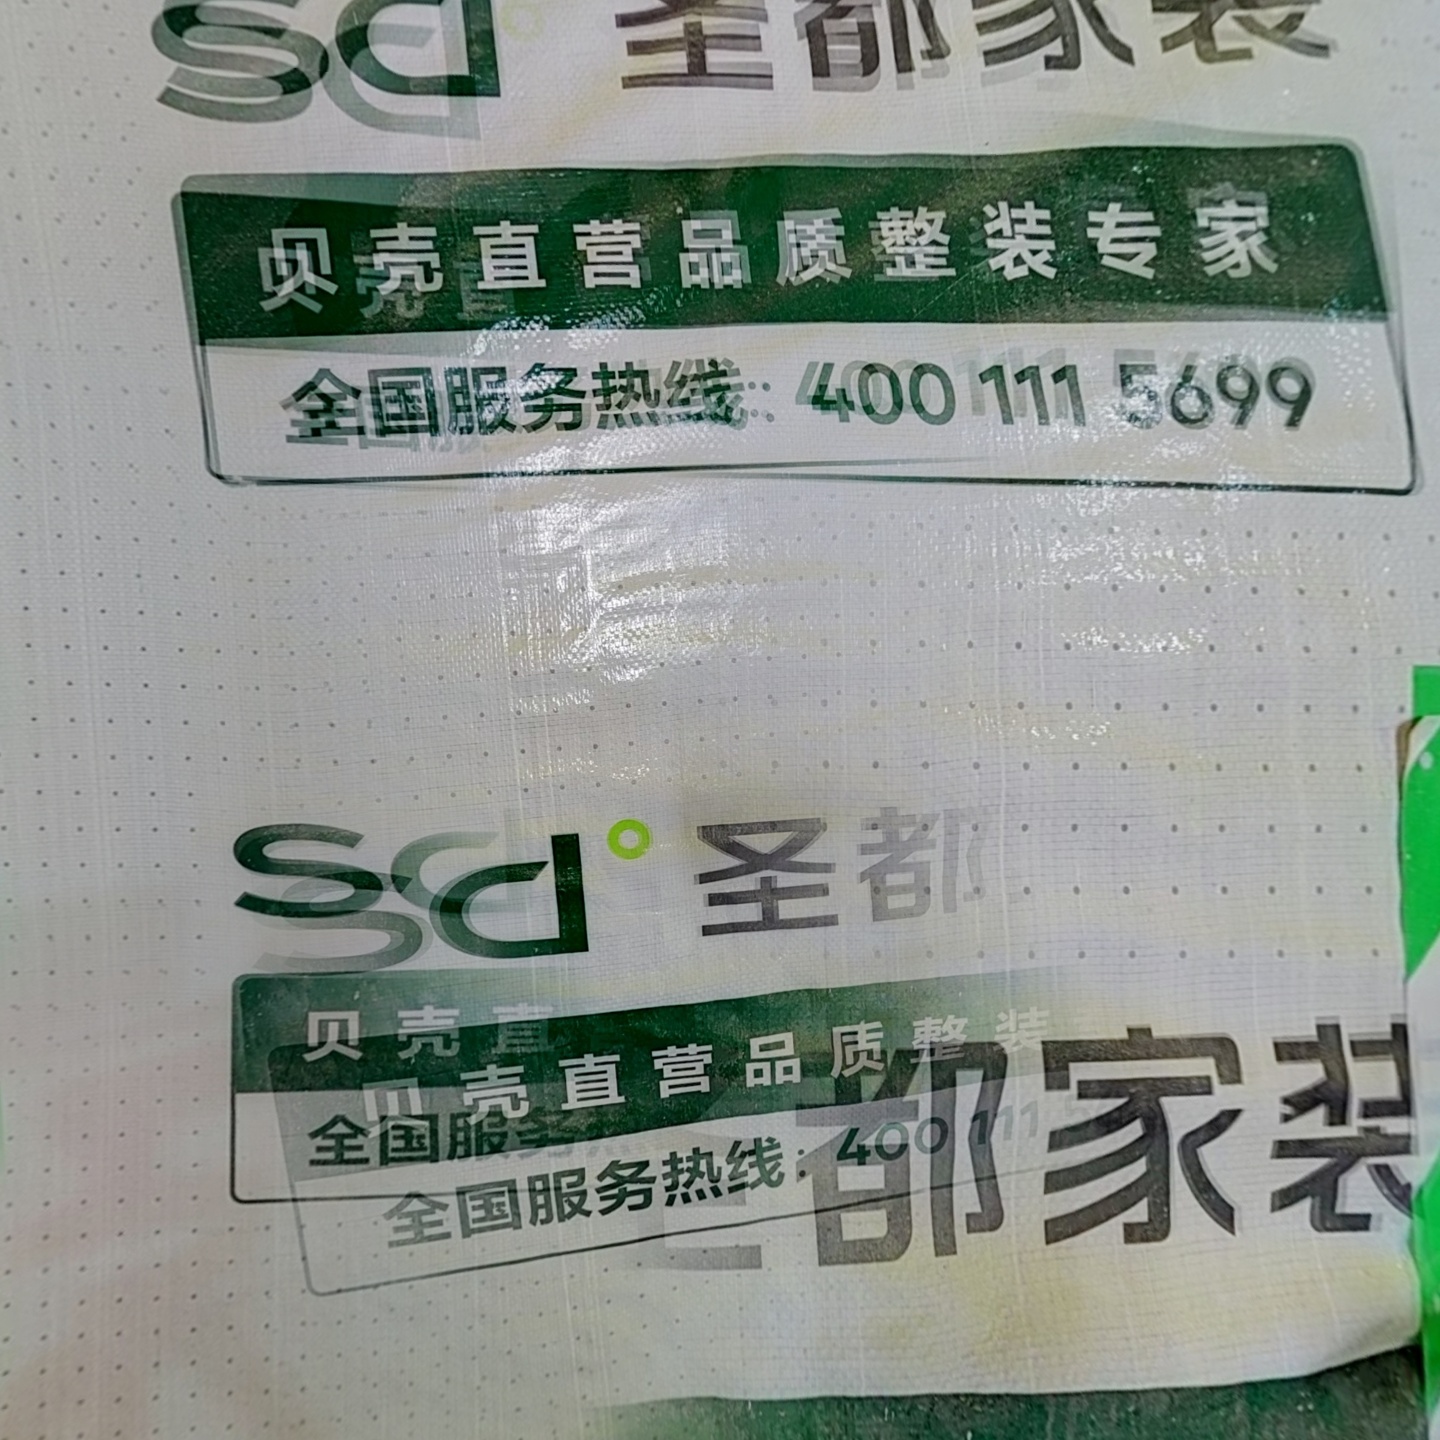 sd 圣都家装
贝壳直营品质整装专家
全国服务热线: 400 111 5699
sd 圣都
贝壳直
贝壳直营品质整装
全国服务
全国服务热线: 400 111
都家装